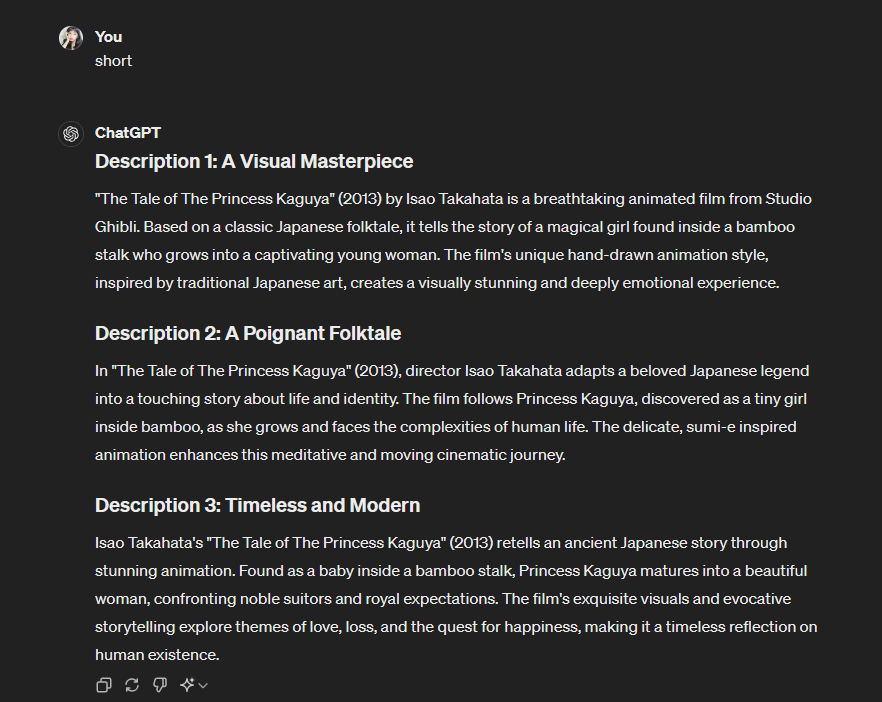 You
short
ChatGPT
Description 1: A Visual Masterpiece
"The Tale of The Princess Kaguya" (2013) by Isao Takahata is a breathtaking animated film from Studio
Ghibli. Based on a classic Japanese folktale, it tells the story of a magical girl found inside a bamboo
stalk who grows into a captivating young woman. The film's unique hand-drawn animation style,
inspired by traditional Japanese art, creates a visually stunning and deeply emotional experience.
Description 2: A Poignant Folktale
In "The Tale of The Princess Kaguya" (2013), director Isao Takahata adapts a beloved Japanese legend
into a touching story about life and identity. The film follows Princess Kaguya, discovered as a tiny girl
inside bamboo, as she grows and faces the complexities of human life. The delicate, sumi-e inspired
animation enhances this meditative and moving cinematic journey.
Description 3: Timeless and Modern
Isao Takahata's "The Tale of The Princess Kaguya" (2013) retells an ancient Japanese story through
stunning animation. Found as a baby inside a bamboo stalk, Princess Kaguya matures into a beautiful
woman, confronting noble suitors and royal expectations. The film's exquisite visuals and evocative
storytelling explore themes of love, loss, and the quest for happiness, making it a timeless reflection on
human existence.